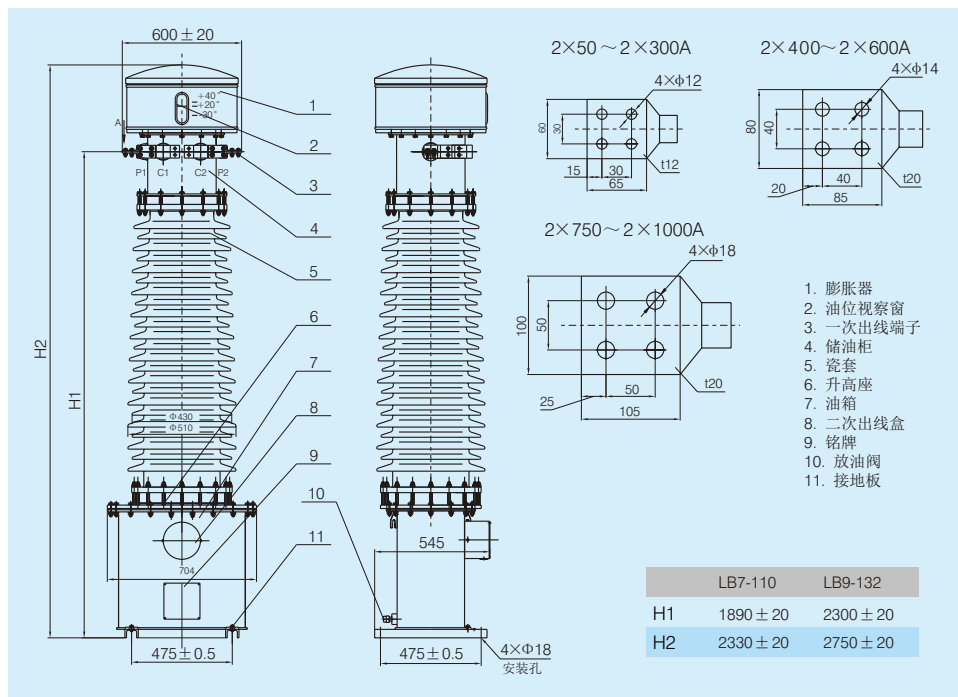 600±20
+40°
+20°
-30°
A
P1 C1 C2 P2
H2
H1
Φ430
Φ510
704
475±0.5
1
2
3
4
5
6
7
8
9
10
11
545
475±0.5
4×Φ18
安装孔
2×50～2×300A
4×φ12
60
30
t12
15 30
65
2×400～2×600A
4×φ14
80
40
t20
20 40
85
2×750～2×1000A
4×φ18
100
50
t20
25 50
105
1. 膨胀器
2. 油位视察窗
3. 一次出线端子
4. 储油柜
5. 瓷套
6. 升高座
7. 油箱
8. 二次出线盒
9. 铭牌
10. 放油阀
11. 接地板
LB7-110 LB9-132
H1 1890±20 2300±20
H2 2330±20 2750±20